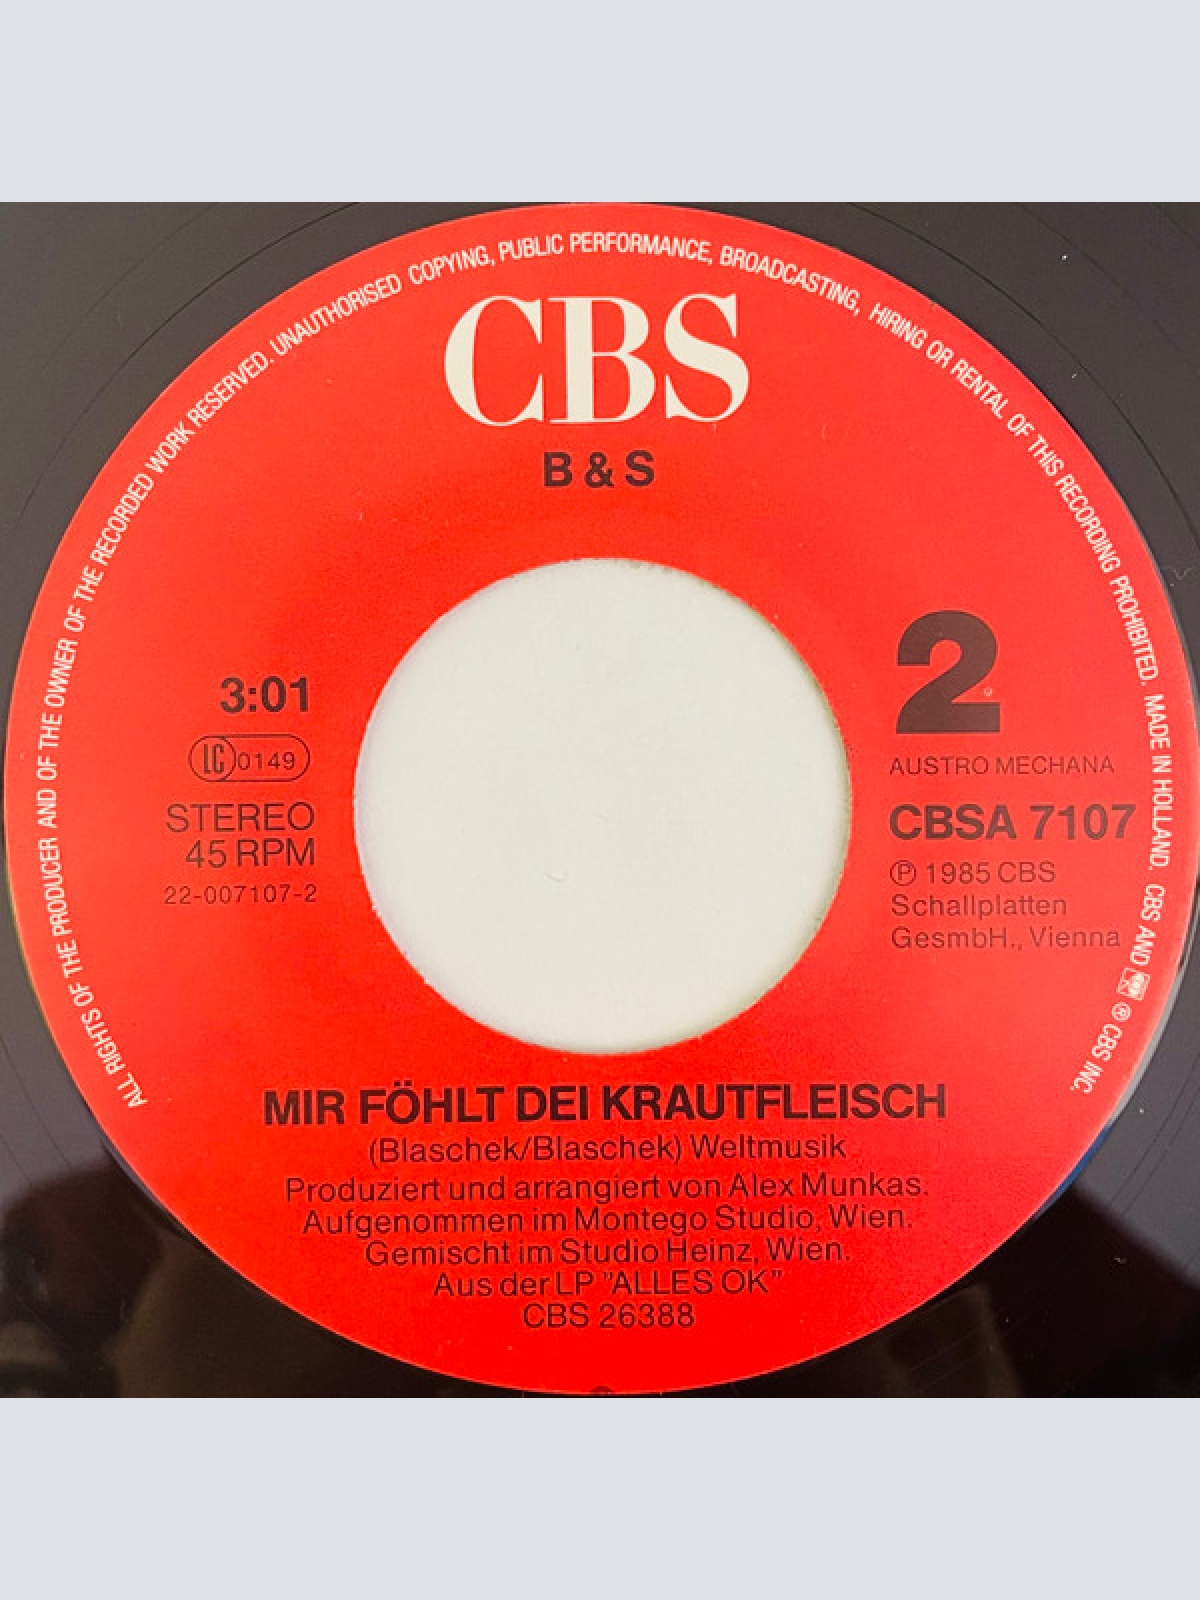 ALL RIGHTS OF THE PRODUCER AND OF THE OWNER OF THE RECORDED WORK RESERVED. UNAUTHORISED COPYING, PUBLIC PERFORMANCE, BROADCASTING, HIRING OR RENTAL OF THIS RECORDING PROHIBITED. MADE IN HOLLAND. CBS AND ® CBS INC.
CBS
B & S
3:01
LC 0149
STEREO
45 RPM
22-007107-2
2
AUSTRO MECHANA
CBSA 7107
℗ 1985 CBS
Schallplatten
GesmbH., Vienna
MIR FÖHLT DEI KRAUTFLEISCH
(Blaschek/Blaschek) Weltmusik
Produziert und arrangiert von Alex Munkas.
Aufgenommen im Montego Studio, Wien.
Gemischt im Studio Heinz, Wien.
Aus der LP "ALLES OK"
CBS 26388